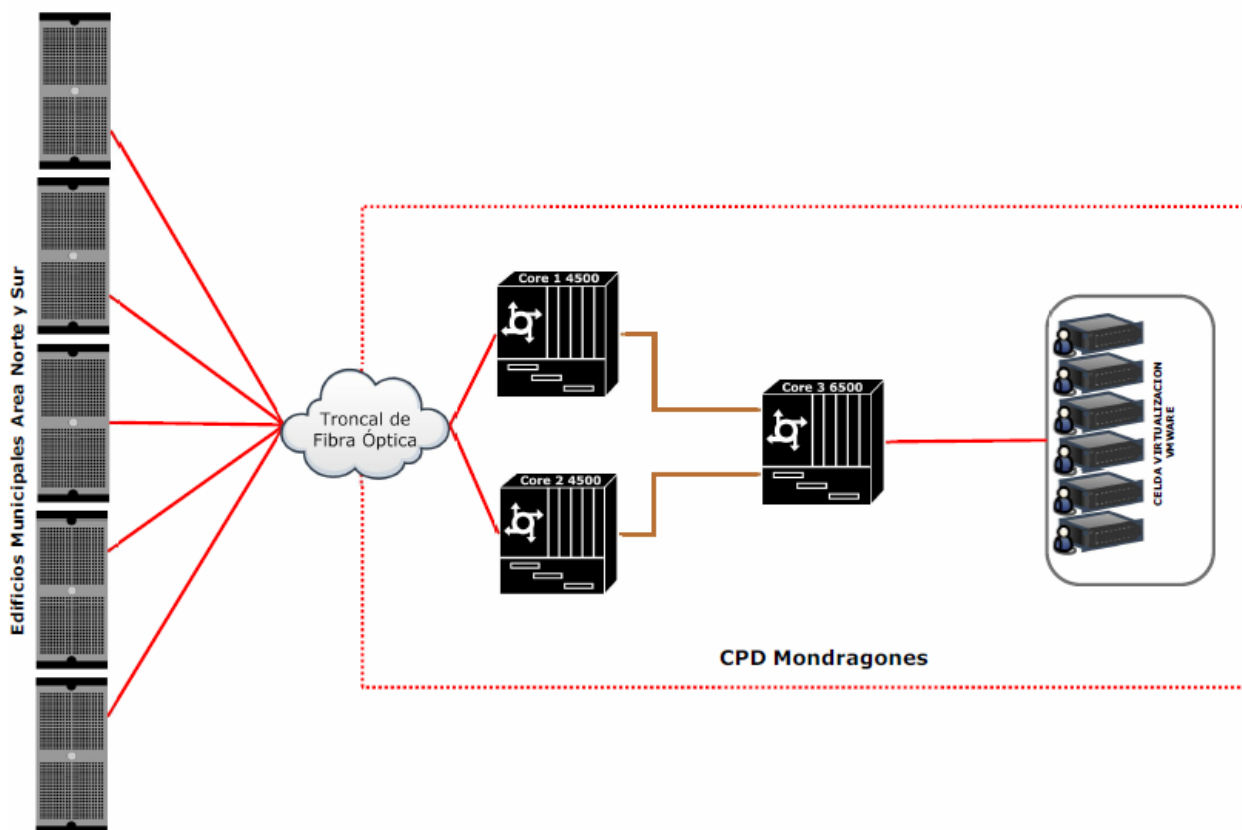 Edificios Municipales Area Norte y Sur
Troncal de
Fibra Óptica
Core 1 4500
Core 2 4500
Core 3 6500
CELDA VIRTUALIZACION
VMWARE
CPD Mondragones